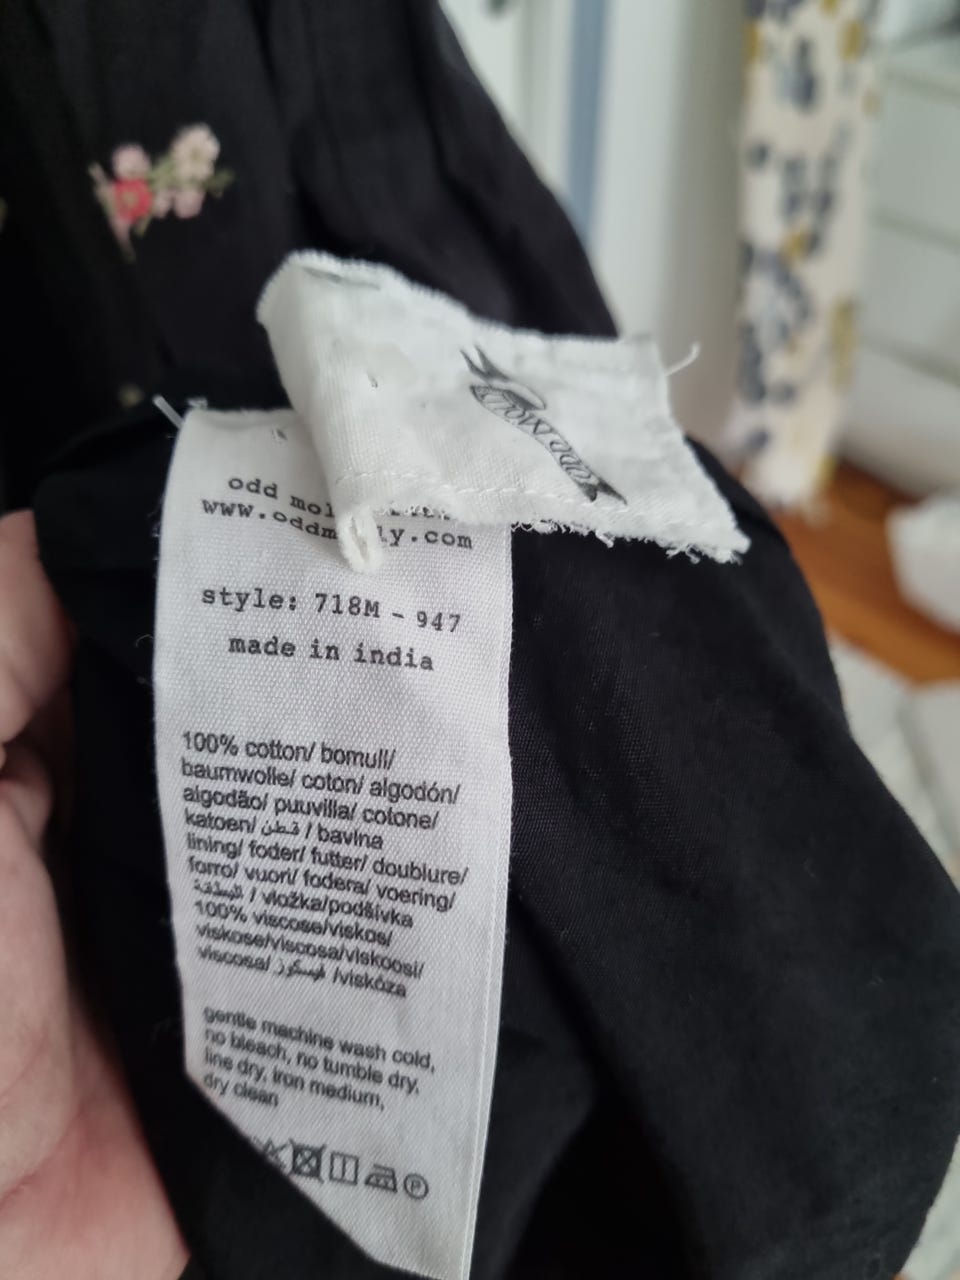 ODD MOLLY
odd mol
www.oddm ly.com
style: 718M - 947
made in india
100% cotton/ bomull/
baumwolle/ coton/ algodón/
algodão/ puuvilla/ cotone/
katoen/ قطن / bavlna
lining/ foder/ futter/ doublure/
forro/ vuori/ fodera/ voering/
/ vložka/podšívka
100% viscose/viskos/
viskose/viscosa/viskoosi/
viscosa/ فيسكوز /viskóza
gentle machine wash cold,
no bleach, no tumble dry,
line dry, iron medium,
dry clean
P